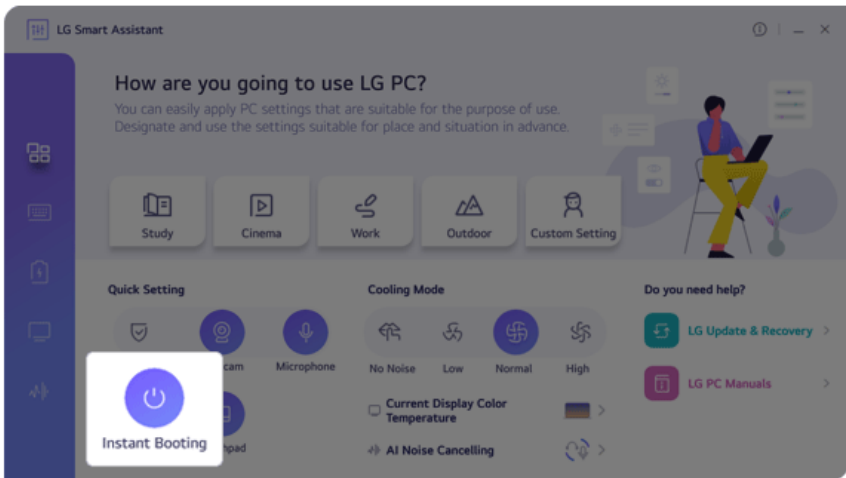 LG Smart Assistant
How are you going to use LG PC?
You can easily apply PC settings that are suitable for the purpose of use.
Designate and use the settings suitable for place and situation in advance.
Study
Cinema
Work
Outdoor
Custom Setting
Quick Setting
cam
Microphone
Instant Booting
Cooling Mode
No Noise
Low
Normal
High
Current Display Color
Temperature
AI Noise Cancelling
Do you need help?
LG Update & Recovery
LG PC Manuals